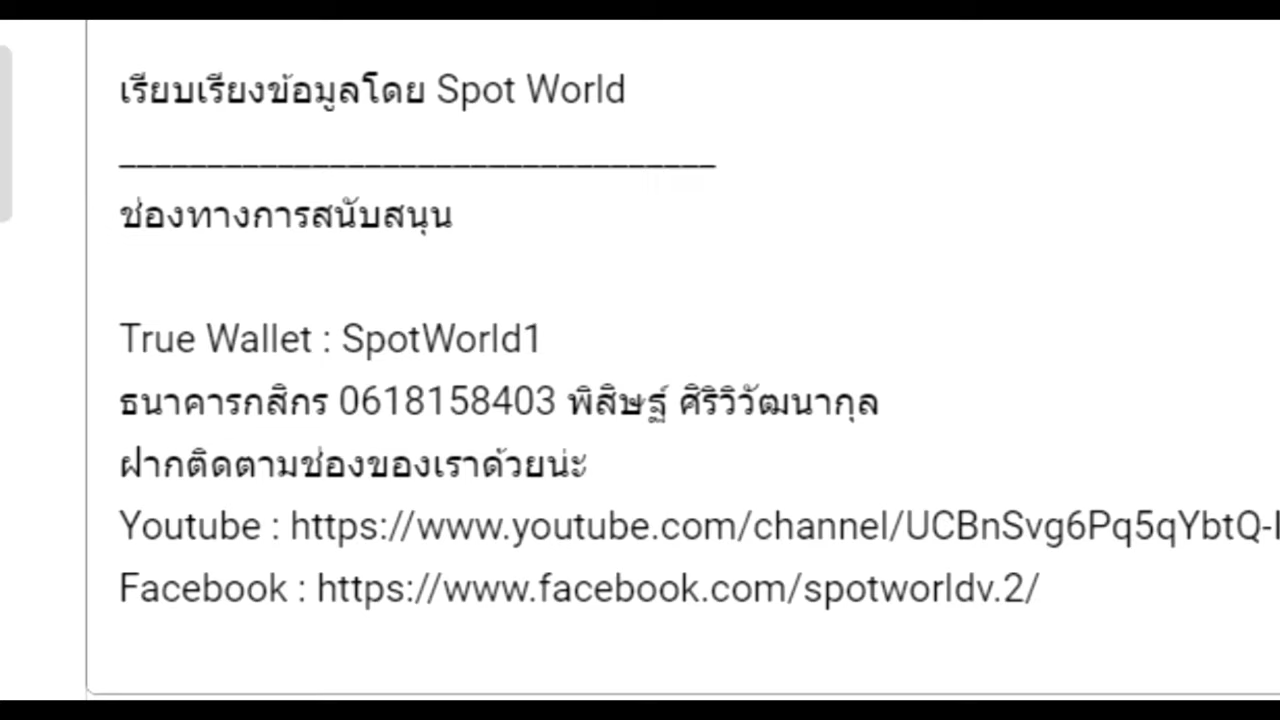 เรียบเรียงข้อมูลโดย Spot World
__________________________________
ช่องทางการสนับสนุน
True Wallet : SpotWorld1
ธนาคารกสิกร 0618158403 พิสิษฐ์ ศิริวิวัฒนากุล
ฝากติดตามช่องของเราด้วยน่ะ
Youtube : https://www.youtube.com/channel/UCBnSvg6Pq5qYbtQ-
Facebook : https://www.facebook.com/spotworldv.2/